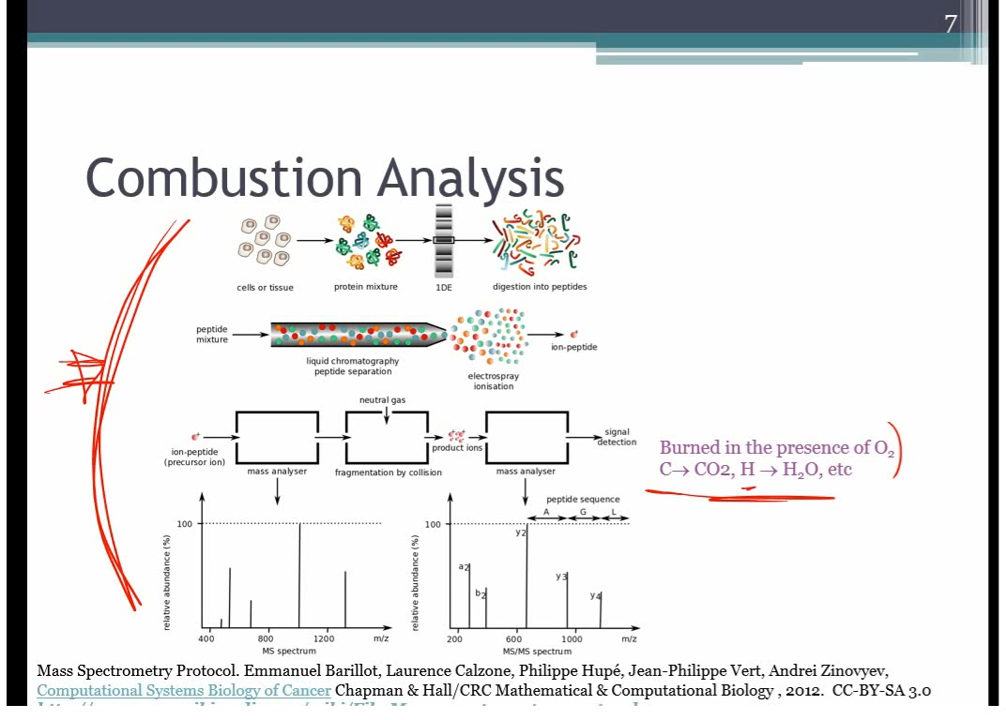 7
Combustion Analysis
cells or tissue
protein mixture
1DE
digestion into peptides
peptide
mixture
liquid chromatography
peptide separation
electrospray
ionisation
ion-peptide
neutral gas
ion-peptide
(precursor ion)
mass analyser
fragmentation by collision
product ions
mass analyser
signal
detection
Burned in the presence of O₂
C→ CO2, H → H₂O, etc
relative abundance (%)
100
400 800 1200 m/z
MS spectrum
relative abundance (%)
100
peptide sequence
A G L
a2
b2
y2
y3
y4
200 600 1000 m/z
MS/MS spectrum
Mass Spectrometry Protocol. Emmanuel Barillot, Laurence Calzone, Philippe Hupé, Jean-Philippe Vert, Andrei Zinovyev,
Computational Systems Biology of Cancer Chapman & Hall/CRC Mathematical & Computational Biology , 2012. CC-BY-SA 3.0